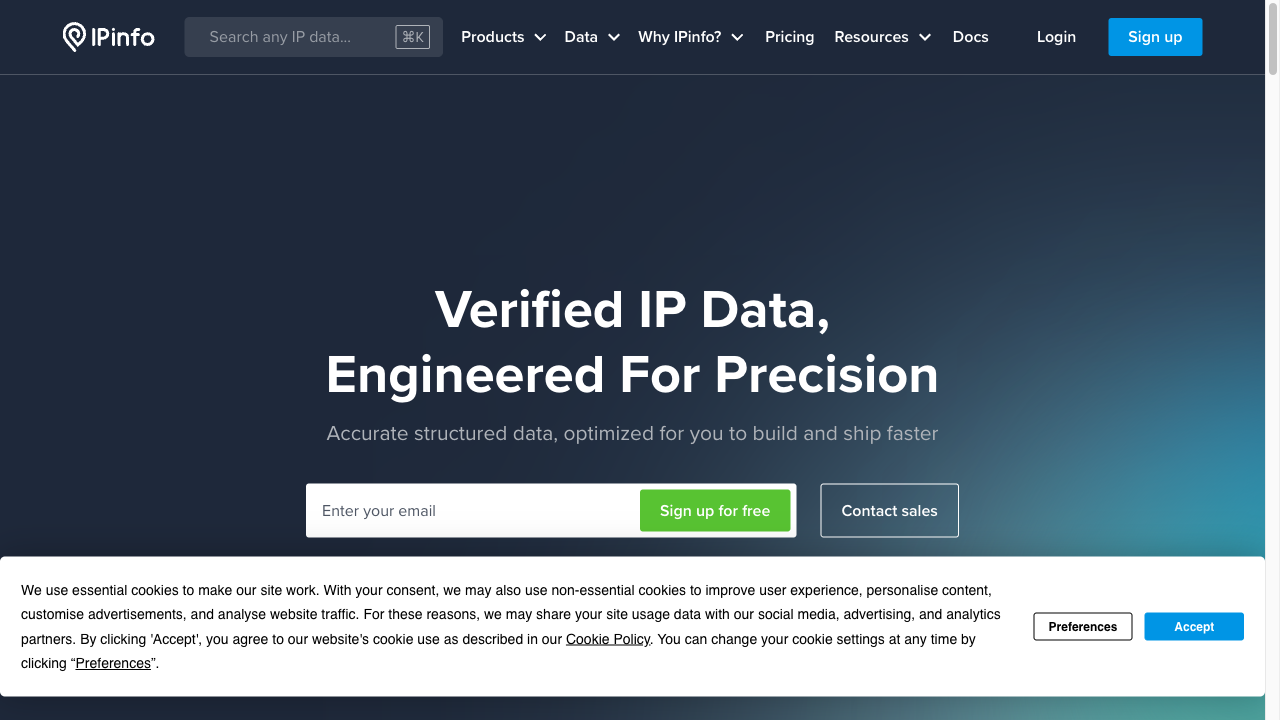 IPinfo
Search any IP data...
⌘K
Products
Data
Why IPinfo?
Pricing
Resources
Docs
Login
Sign up
Verified IP Data,
Engineered For Precision
Accurate structured data, optimized for you to build and ship faster
Enter your email
Sign up for free
Contact sales
We use essential cookies to make our site work. With your consent, we may also use non-essential cookies to improve user experience, personalise content,
customise advertisements, and analyse website traffic. For these reasons, we may share your site usage data with our social media, advertising, and analytics
partners. By clicking 'Accept', you agree to our website's cookie use as described in our Cookie Policy. You can change your cookie settings at any time by
clicking “Preferences”.
Preferences
Accept